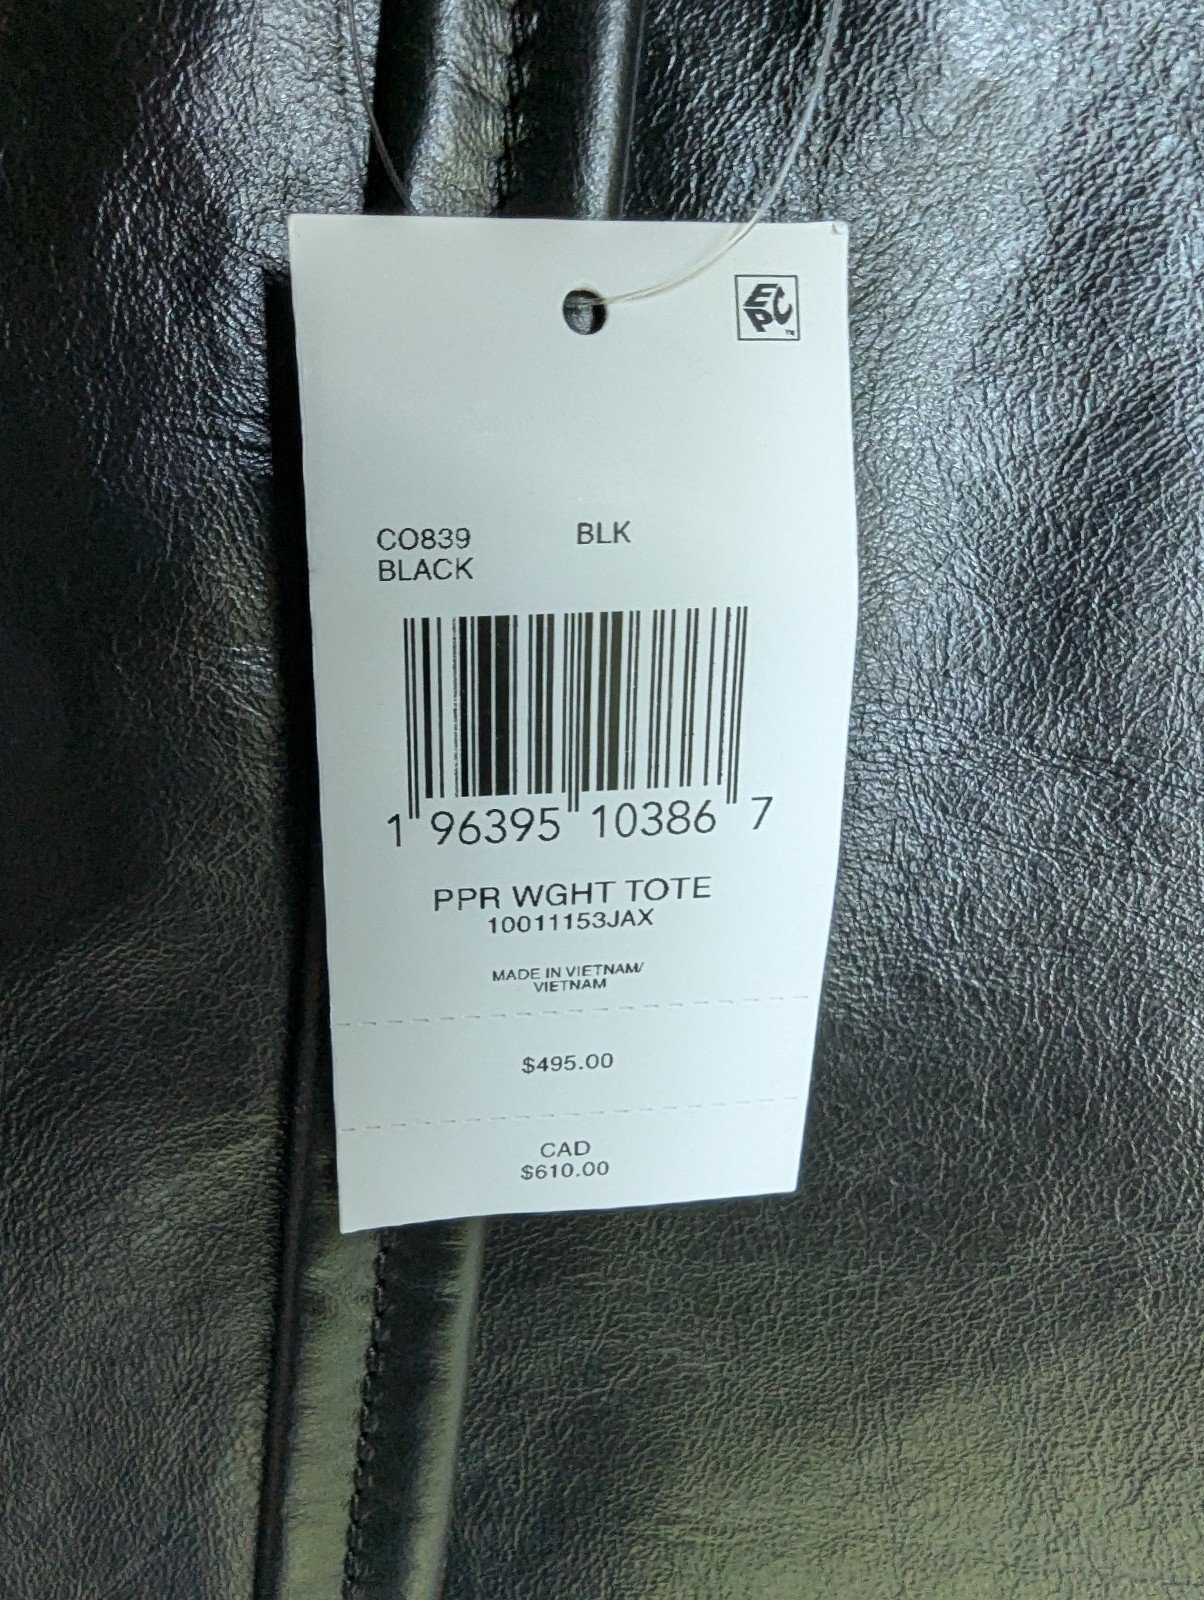 EPC™
CO839 BLK
BLACK
1 96395 10386 7
PPR WGHT TOTE
10011153JAX
MADE IN VIETNAM/
VIETNAM
$495.00
CAD
$610.00